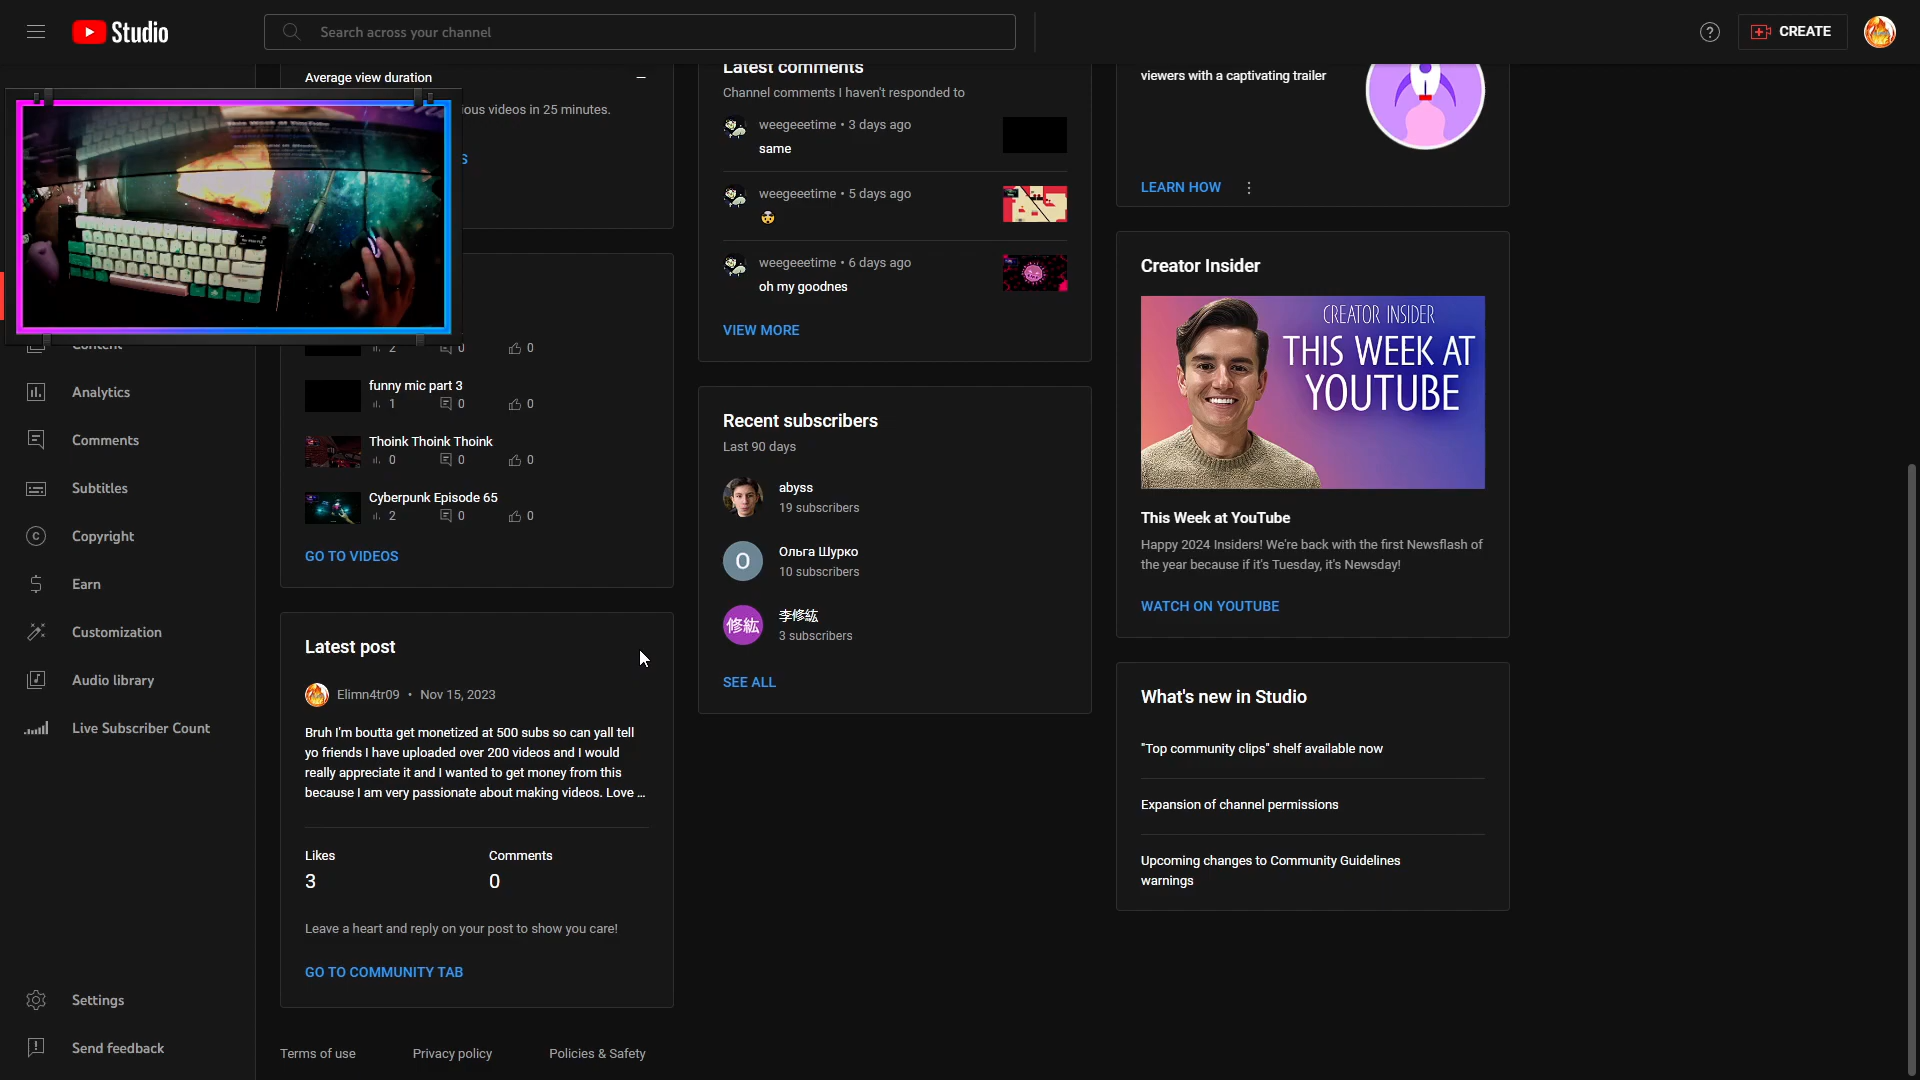 Studio
Search across your channel
CREATE
Average view duration
ious videos in 25 minutes.
S
Content
Analytics
Comments
Subtitles
Copyright
Earn
Customization
Audio library
Live Subscriber Count
Settings
Send feedback
2 0 0
funny mic part 3
1 0 0
Thoink Thoink Thoink
0 0 0
Cyberpunk Episode 65
2 0 0
GO TO VIDEOS
Latest post
Elimn4tr09 • Nov 15, 2023
Bruh I'm boutta get monetized at 500 subs so can yall tell
yo friends I have uploaded over 200 videos and I would
really appreciate it and I wanted to get money from this
because I am very passionate about making videos. Love ...
Likes Comments
3 0
Leave a heart and reply on your post to show you care!
GO TO COMMUNITY TAB
Terms of use Privacy policy Policies & Safety
Latest comments
Channel comments I haven't responded to
weegeeetime • 3 days ago
same
weegeeetime • 5 days ago
🤯
weegeeetime • 6 days ago
oh my goodnes
VIEW MORE
Recent subscribers
Last 90 days
abyss
19 subscribers
O
Ольга Шурко
10 subscribers
修紘
李修紘
3 subscribers
SEE ALL
viewers with a captivating trailer
LEARN HOW
Creator Insider
CREATOR INSIDER
THIS WEEK AT
YOUTUBE
This Week at YouTube
Happy 2024 Insiders! We're back with the first Newsflash of
the year because if it's Tuesday, it's Newsday!
WATCH ON YOUTUBE
What's new in Studio
"Top community clips" shelf available now
Expansion of channel permissions
Upcoming changes to Community Guidelines
warnings